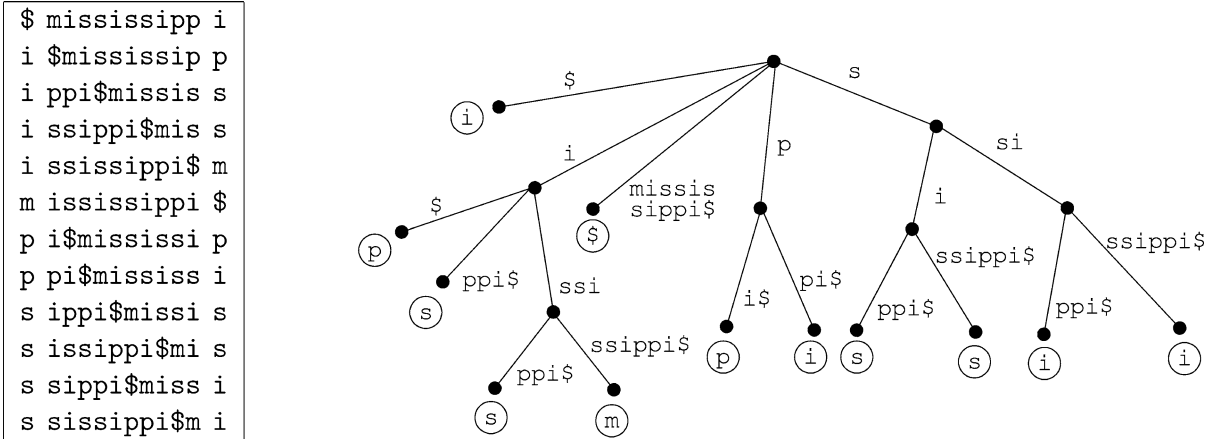 $ mississipp i
i $mississip p
i ppi$missis s
i ssippi$mis s
i ssissippi$ m
m ississippi $
p i$mississi p
p pi$mississ i
s ippi$missi s
s issippi$mi s
s sippi$miss i
s sissippi$m i
$
s
i
i
p
si
missis
sippi$
$
i
$
p
ppi$
s
ssi
i
ssippi$
ssippi$
i$
pi$
ppi$
ppi$
p
i
s
s
i
i
ssippi$
ppi$
s
m